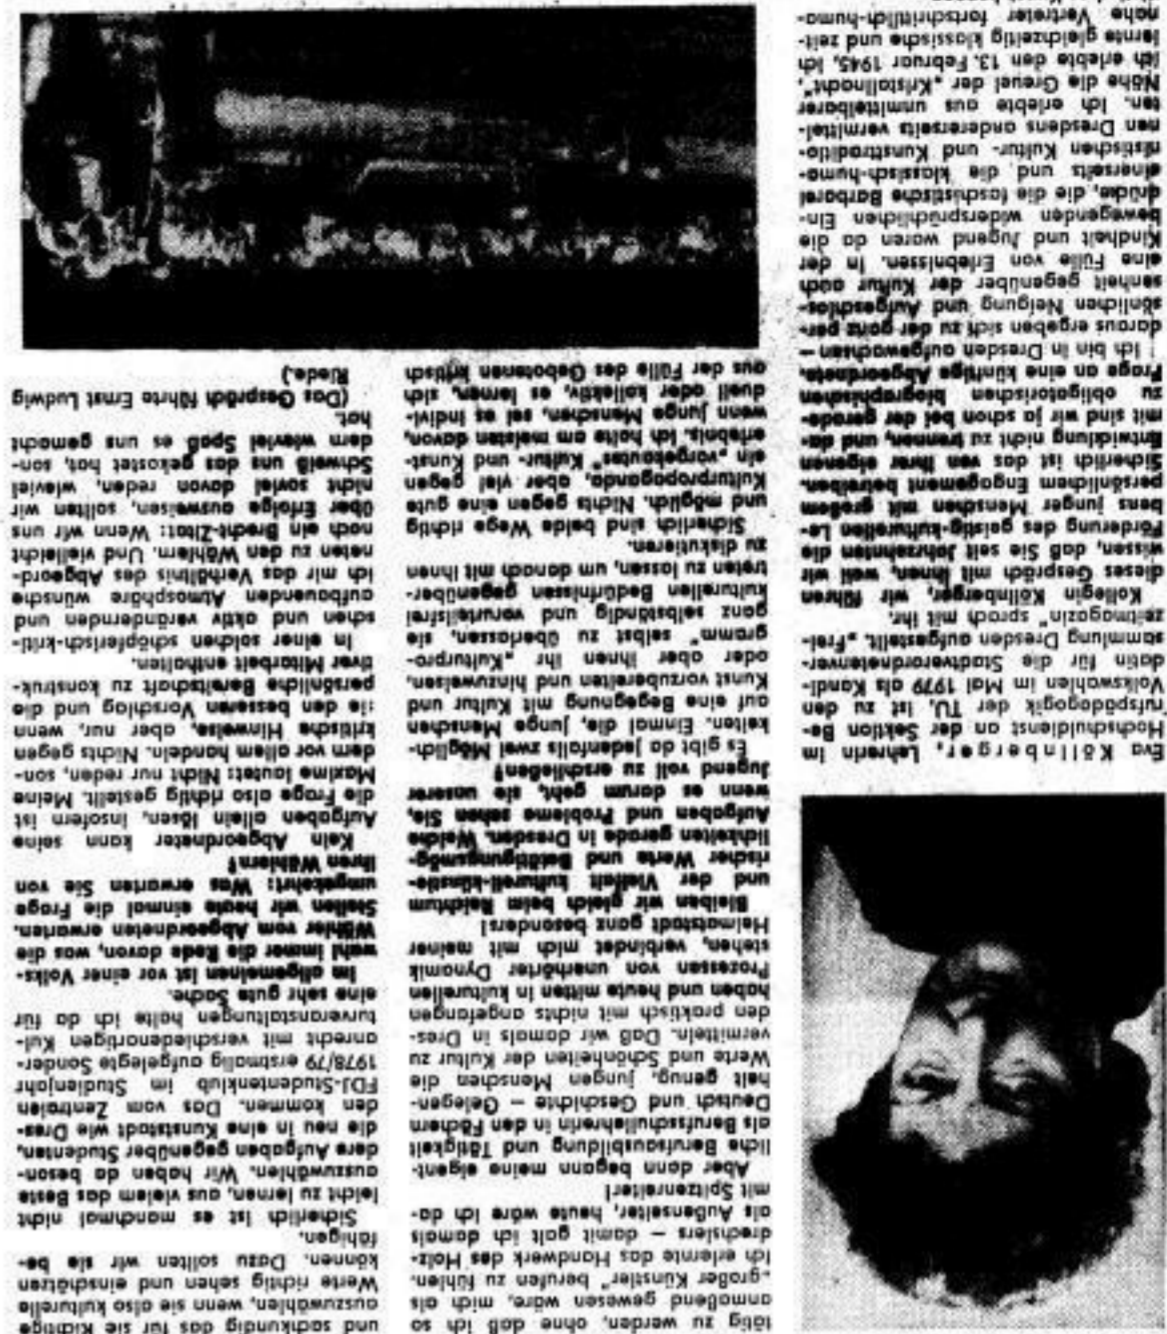 Eva Köllnberger, Lehrerin im
Hochschuldienst an der Sektion Be-
rufspädagogik der TU, ist zu den
Volkswahlen im Mai 1979 als Kandi-
datin für die Stadtverordnetenver-
sammlung Dresden aufgestellt. „Frei-
zeitmagazin" sprach mit ihr.
Kollegin Köllnberger, wir führen
dieses Gespräch mit Ihnen, weil wir
wissen, daß Sie seit Jahrzehnten die
Förderung des geistig-kulturellen Le-
bens junger Menschen mit großem
persönlichem Engagement betreiben.
Sicherlich ist das von Ihrer eigenen
Entwicklung nicht zu trennen, und da-
mit sind wir ja schon bei der gerade-
zu obligatorischen biographischen
Frage an eine künftige Abgeordnete.
Ich bin in Dresden aufgewachsen –
daraus ergeben sich zu der ganz per-
sönlichen Neigung und Aufgeschlos-
senheit gegenüber der Kultur auch
eine Fülle von Erlebnissen. In der
Kindheit und Jugend waren da die
bewegenden widersprüchlichen Ein-
drücke, die die faschistische Barbarei
einerseits und die klassisch-huma-
nistischen Kultur- und Kunsttraditio-
nen Dresdens andererseits vermittel-
ten. Ich erlebte aus unmittelbarer
Nähe die Greuel der „Kristallnacht",
ich erlebte den 13. Februar 1945, ich
lernte gleichzeitig klassische und zeit-
nahe Vertreter fortschrittlich-huma-
tätig zu werden, ohne daß ich so
anmaßend gewesen wäre, mich als
„großer Künstler" berufen zu fühlen.
Ich erlernte das Handwerk des Holz-
drechslers – damit galt ich damals
als Außenseiter, heute wäre ich da-
mit Spitzenreiter!
Aber dann begann meine eigent-
liche Berufausbildung und Tätigkeit
als Berufsschullehrerin in den Fächern
Deutsch und Geschichte – Gelegen-
heit genug, jungen Menschen die
Werte und Schönheiten der Kultur zu
vermitteln. Daß wir damals in Dres-
den praktisch mit nichts angefangen
haben und heute mitten in kulturellen
Prozessen von unerhörter Dynamik
stehen, verbindet mich mit meiner
Heimatstadt ganz besonders!
Bleiben wir gleich beim Reichtum
und der Vielfalt kulturell-künstle-
rischer Werte und Betätigungsmög-
lichkeiten gerade in Dresden. Welche
Aufgaben und Probleme sehen Sie,
wenn es darum geht, sie unserer
Jugend voll zu erschließen?
Es gibt da jedenfalls zwei Möglich-
keiten. Einmal die, junge Menschen
auf eine Begegnung mit Kultur und
Kunst vorzubereiten und hinzuweisen,
oder aber ihnen ihr „Kulturpro-
gramm" selbst zu überlassen, sie
ganz selbständig und vorurteilsfrei
kulturellen Bedürfnissen gegenüber-
treten zu lassen, um danach mit ihnen
zu diskutieren.
Sicherlich sind beide Wege richtig
und möglich. Nichts gegen eine gute
Kulturpropaganda, aber viel gegen
ein „vorgekautes" Kultur- und Kunst-
erlebnis. Ich halte am meisten davon,
wenn junge Menschen, sei es indivi-
duell oder kollektiv, es lernen, sich
aus der Fülle des Gebotenen kritisch
und sachkundig das für sie Richtige
auszuwählen, wenn sie also kulturelle
Werte richtig sehen und einschätzen
können. Dazu sollten wir sie be-
fähigen.
Sicherlich ist es manchmal nicht
leicht zu lernen, aus vielem das Beste
auszuwählen. Wir haben da beson-
dere Aufgaben gegenüber Studenten,
die neu in eine Kunststadt wie Dres-
den kommen. Das vom Zentralen
FDJ-Studentenklub im Studienjahr
1978/79 erstmalig aufgelegte Sonder-
anrecht mit verschiedenartigen Kul-
turveranstaltungen halte ich da für
eine sehr gute Sache.
Im allgemeinen ist vor einer Volks-
wahl immer die Rede davon, was die
Wähler vom Abgeordneten erwarten.
Stellen wir heute einmal die Frage
umgekehrt: Was erwarten Sie von
Ihren Wählern?
Kein Abgeordneter kann seine
Aufgaben allein lösen, insofern ist
die Frage also richtig gestellt. Meine
Maxime lautet: Nicht nur reden, son-
dern vor allem handeln. Nichts gegen
kritische Hinweise, aber nur, wenn
sie den besseren Vorschlag und die
persönliche Bereitschaft zu konstruk-
tiver Mitarbeit enthalten.
In einer solchen schöpferisch-kriti-
schen und aktiv verändernden und
aufbauenden Atmosphäre wünsche
ich mir das Verhältnis des Abgeord-
neten zu den Wählern. Und vielleicht
noch ein Brecht-Zitat: Wenn wir uns
über Erfolge ausweisen, sollten wir
nicht soviel davon reden, wieviel
Schweiß uns das gekostet hat, son-
dern wieviel Spaß es uns gemacht
hat.
(Das Gespräch führte Ernst Ludwig
Riede.)